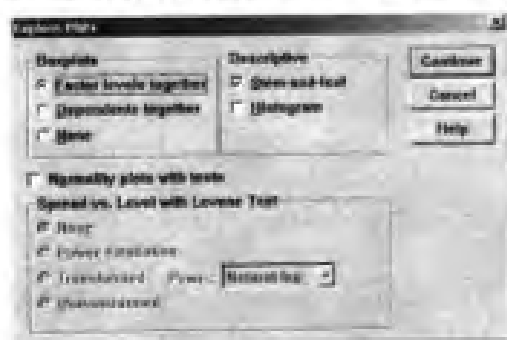 Explore: Plots
Boxplots
Factor levels together
Dependents together
None
Descriptive
Stem-and-leaf
Histogram
Continue
Cancel
Help
Normality plots with tests
Spread vs. Level with Levene Test
None
Power estimation
Transformed Power: Natural log
Untransformed